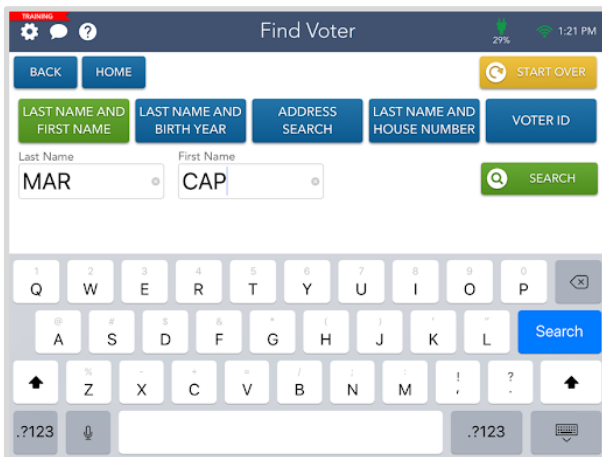 TRAINING
Find Voter
29%
1:21 PM
BACK
HOME
START OVER
LAST NAME AND
FIRST NAME
LAST NAME AND
BIRTH YEAR
ADDRESS
SEARCH
LAST NAME AND
HOUSE NUMBER
VOTER ID
Last Name
First Name
MAR
CAP
SEARCH
1 2 3 4 5 6 7 8 9 0
Q W E R T Y U I O P
@ # $ & * ( ) ' "
A S D F G H J K L
Search
% - + = / ; : ! ?
Z X C V B N M , .
.?123
.?123